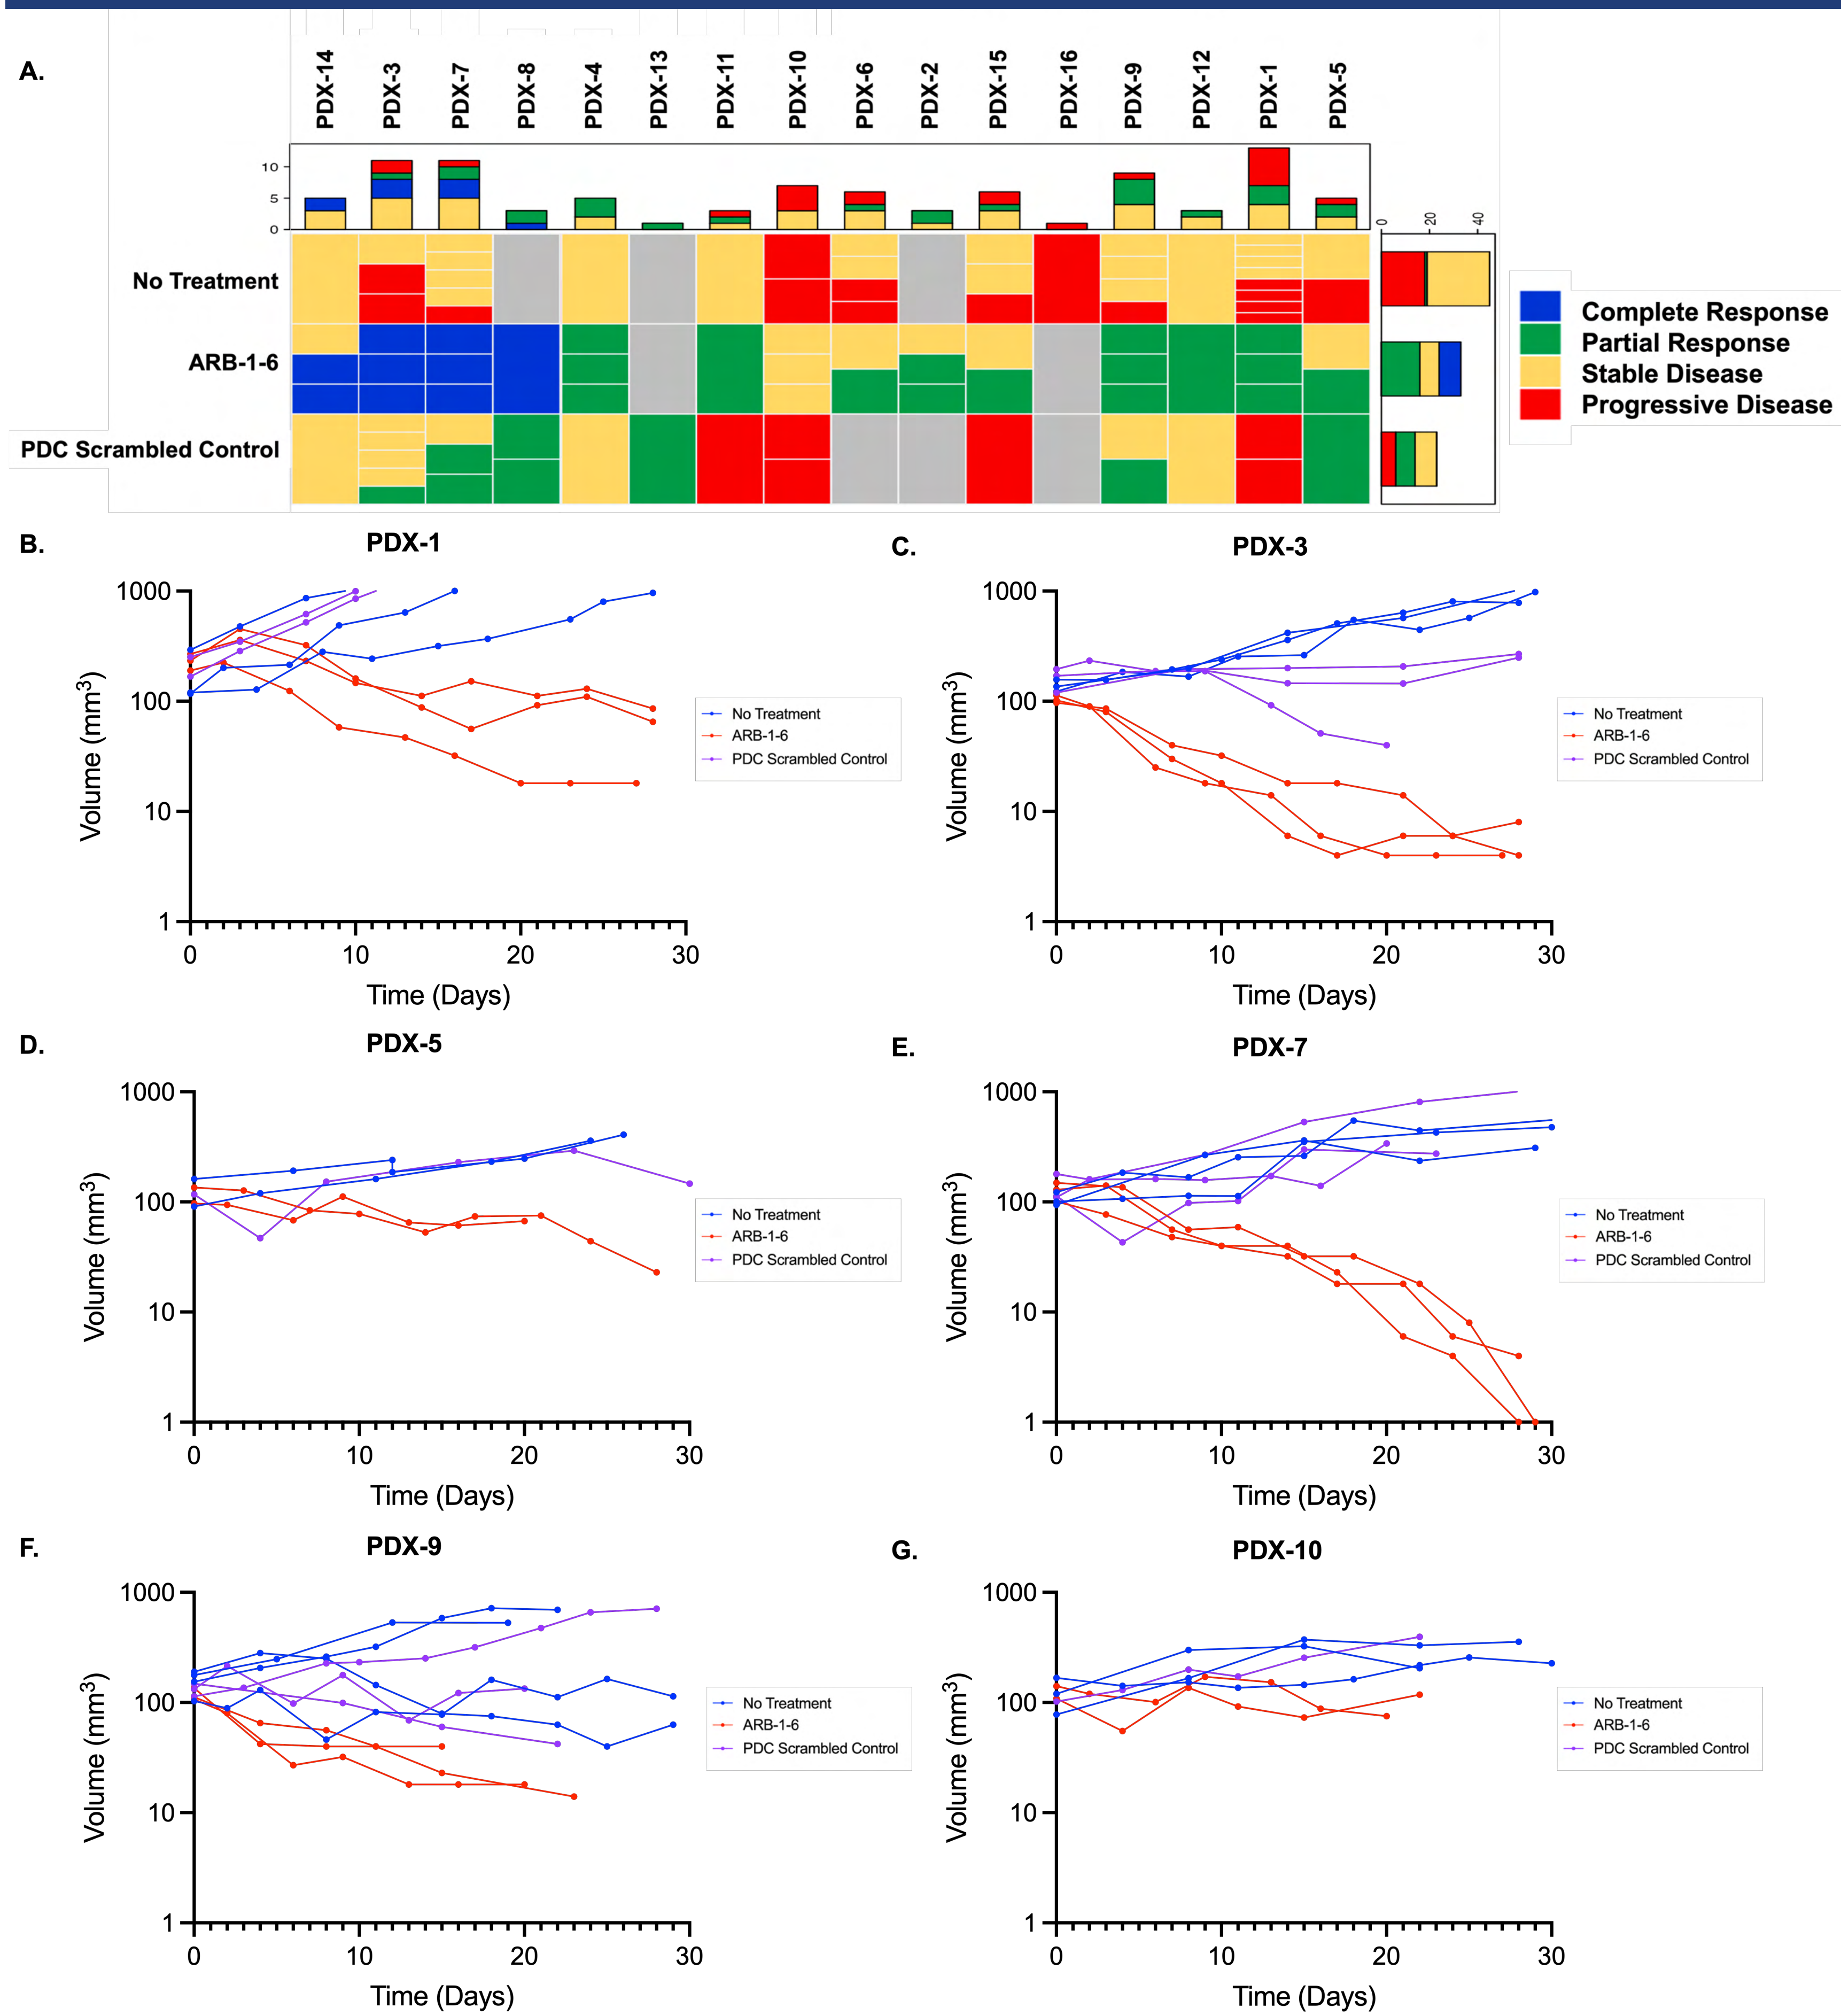 A.
PDX-14 PDX-3 PDX-7 PDX-8 PDX-4 PDX-13 PDX-11 PDX-10 PDX-6 PDX-2 PDX-15 PDX-16 PDX-9 PDX-12 PDX-1 PDX-5
10
5
0
0 20 40
No Treatment
ARB-1-6
PDC Scrambled Control
Complete Response
Partial Response
Stable Disease
Progressive Disease
B.
PDX-1
1000
100
10
1
Volume (mm3)
0 10 20 30
Time (Days)
No Treatment
ARB-1-6
PDC Scrambled Control
C.
PDX-3
1000
100
10
1
Volume (mm3)
0 10 20 30
Time (Days)
No Treatment
ARB-1-6
PDC Scrambled Control
D.
PDX-5
1000
100
10
1
Volume (mm3)
0 10 20 30
Time (Days)
No Treatment
ARB-1-6
PDC Scrambled Control
E.
PDX-7
1000
100
10
1
Volume (mm3)
0 10 20 30
Time (Days)
No Treatment
ARB-1-6
PDC Scrambled Control
F.
PDX-9
1000
100
10
1
Volume (mm3)
0 10 20 30
Time (Days)
No Treatment
ARB-1-6
PDC Scrambled Control
G.
PDX-10
1000
100
10
1
Volume (mm3)
0 10 20 30
Time (Days)
No Treatment
ARB-1-6
PDC Scrambled Control